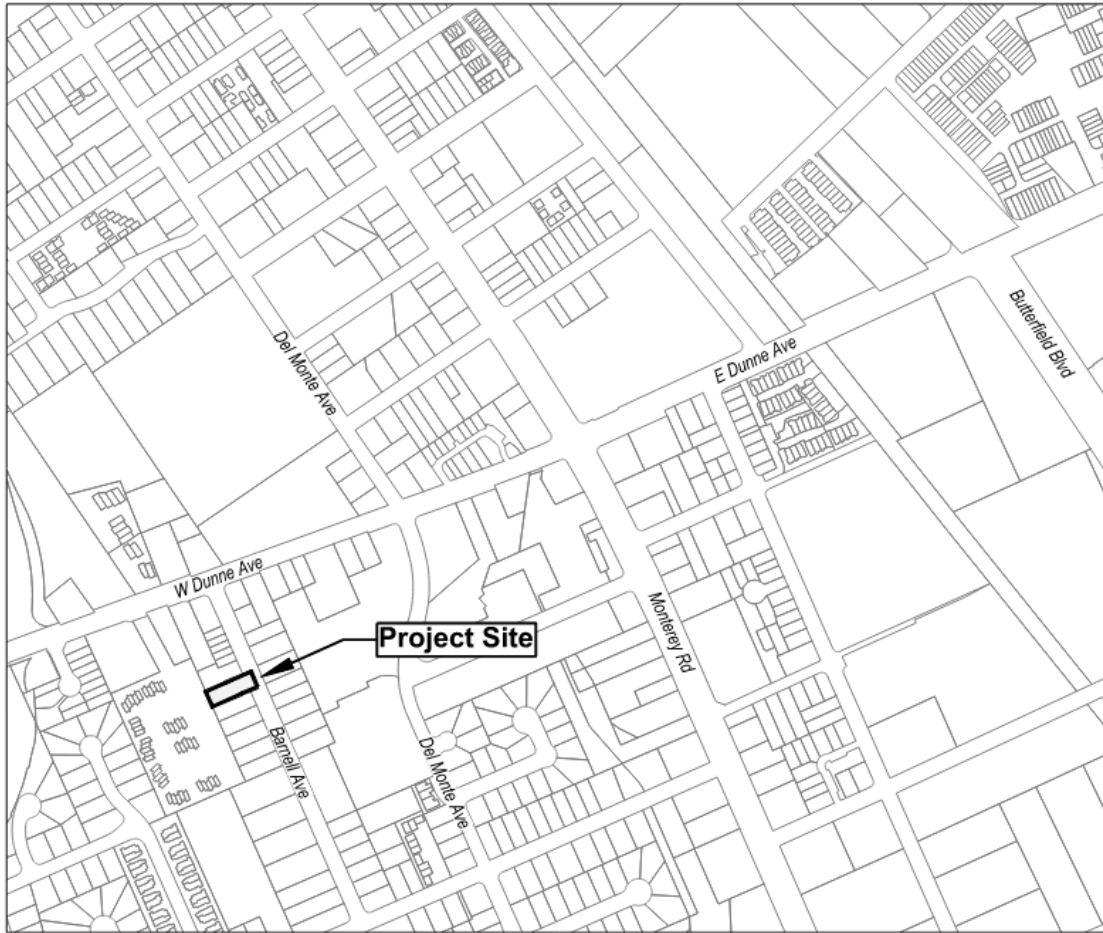 Butterfield Blvd
E Dunne Ave
Del Monte Ave
W Dunne Ave
Project Site
Monterey Rd
Barnell Ave
Del Monte Ave